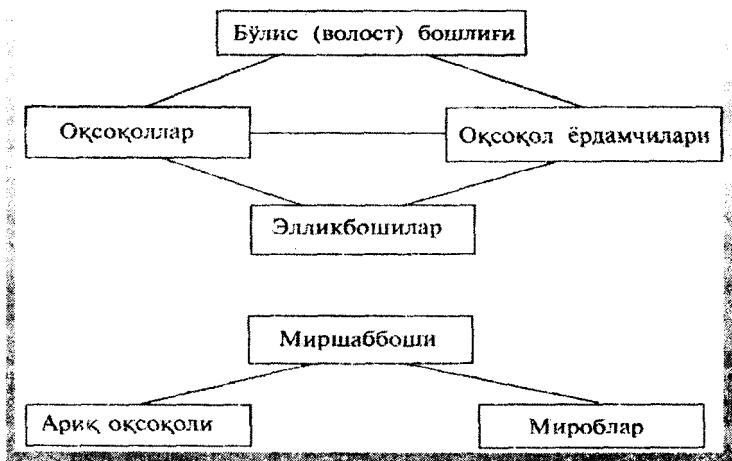 Бўлис (волост) бошлиғи
Оқсоқоллар
Оқсоқол ёрдамчилари
Элликбошилар
Миршаббоши
Ариқ оқсоқоли
Мироблар